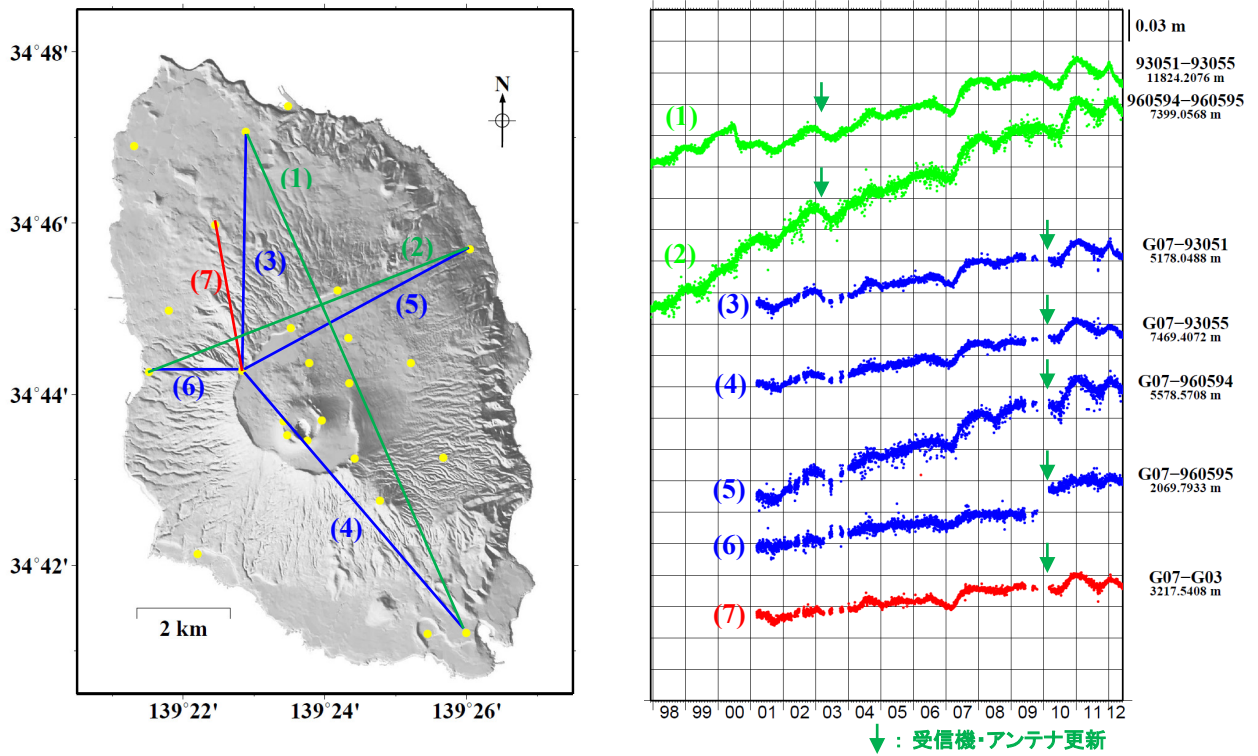 34°48'
34°46'
34°44'
34°42'
139°22'
139°24'
139°26'
N
2 km
(1)
(2)
(3)
(7)
(5)
(6)
(4)
0.03 m
93051−93055
11824.2076 m
960594−960595
7399.0568 m
G07−93051
5178.0488 m
G07−93055
7469.4072 m
G07−960594
5578.5708 m
G07−960595
2069.7933 m
G07−G03
3217.5408 m
(1)
(2)
(3)
(4)
(5)
(6)
(7)
98 99 00 01 02 03 04 05 06 07 08 09 10 11 12
: 受信機・アンテナ更新